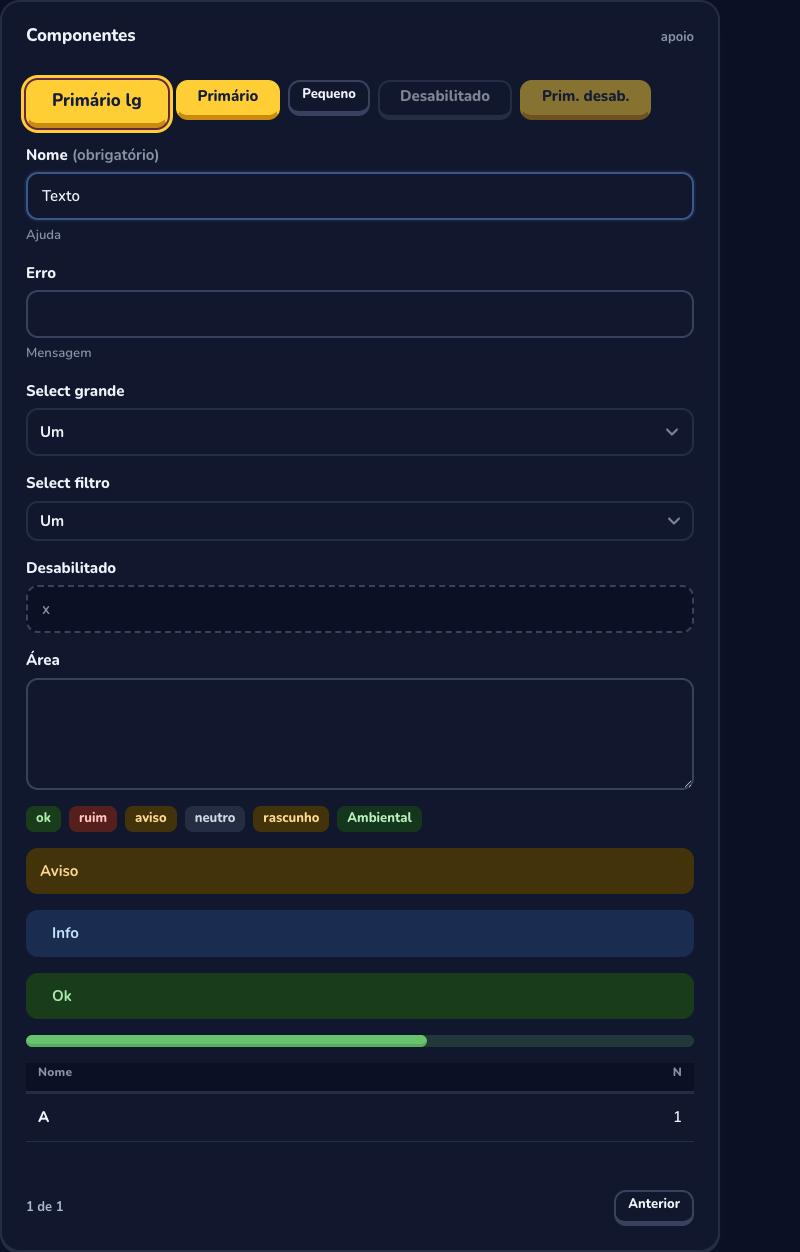 Componentes
apoio
Primário lg
Primário
Pequeno
Desabilitado
Prim. desab.
Nome (obrigatório)
Texto
Ajuda
Erro
Mensagem
Select grande
Um
Select filtro
Um
Desabilitado
x
Área
ok
ruim
aviso
neutro
rascunho
Ambiental
Aviso
Info
Ok
Nome
N
A
1
1 de 1
Anterior